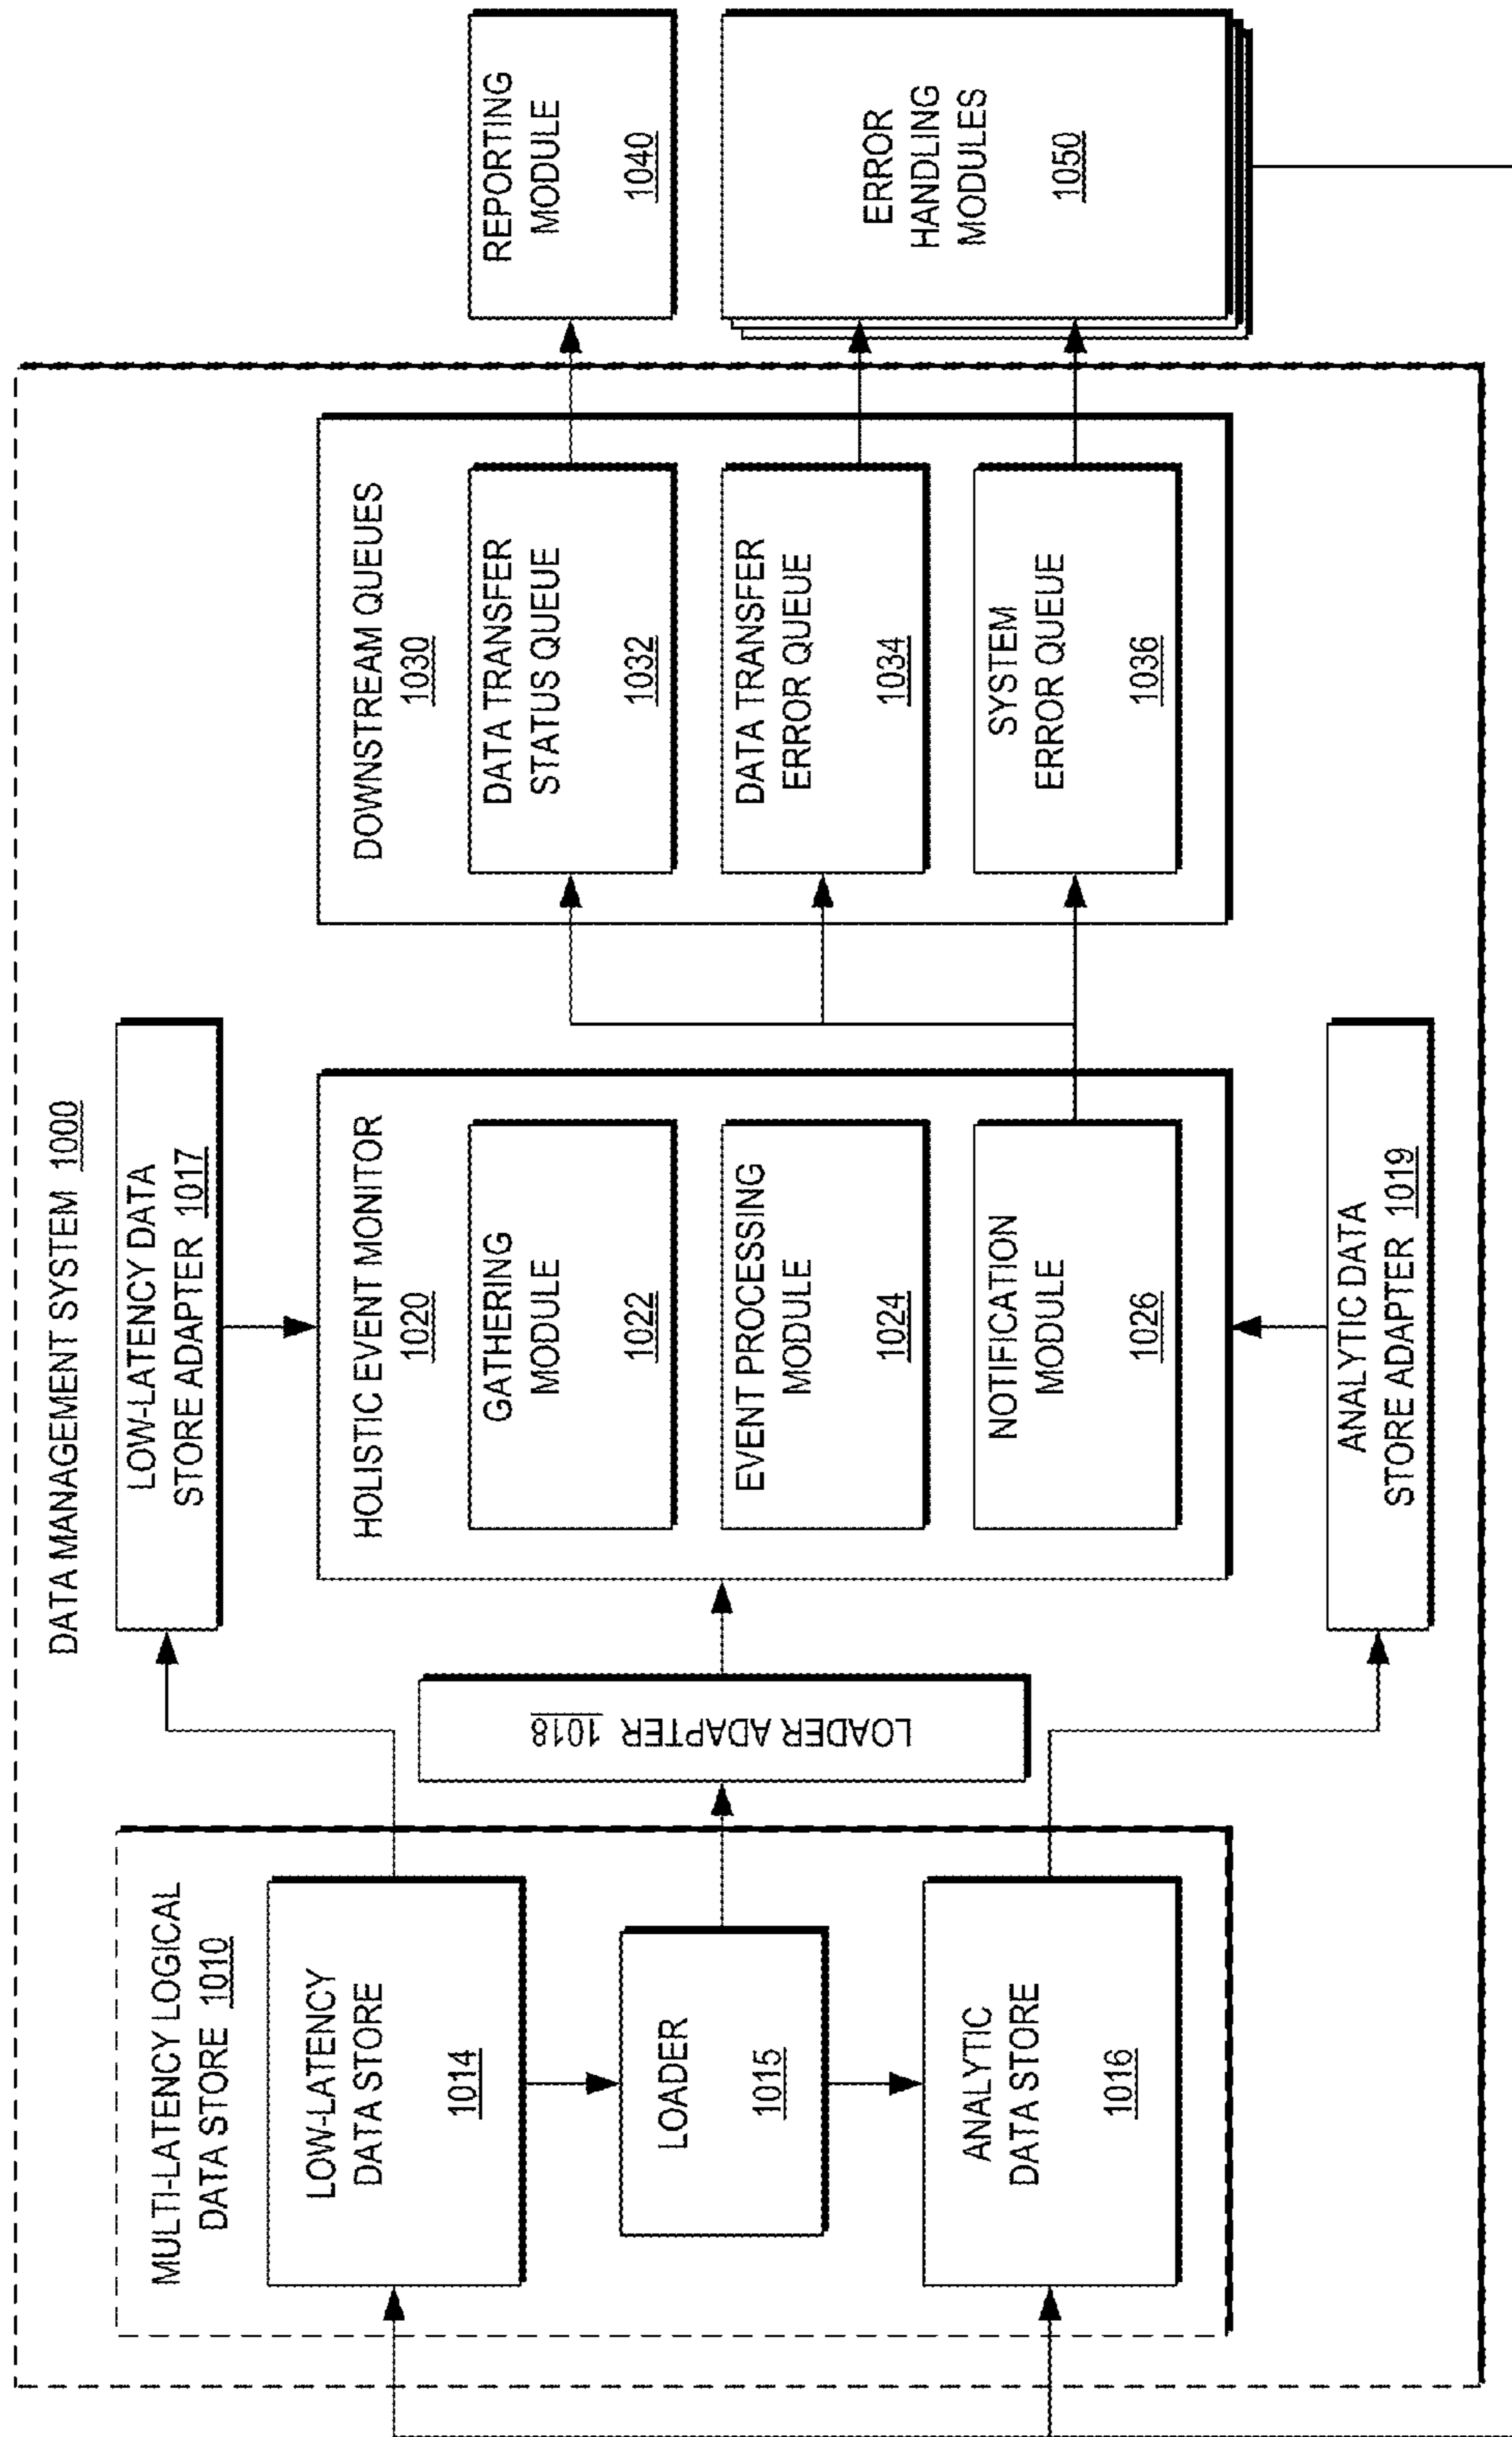 DATA MANAGEMENT SYSTEM 1000
MULTI-LATENCY LOGICAL
DATA STORE 1010
LOW-LATENCY
DATA STORE
1014
LOADER
1015
ANALYTIC
DATA STORE
1016
LOW-LATENCY DATA
STORE ADAPTER 1017
LOADER ADAPTER 1018
ANALYTIC DATA
STORE ADAPTER 1019
HOLISTIC EVENT MONITOR
1020
GATHERING
MODULE
1022
EVENT PROCESSING
MODULE
1024
NOTIFICATION
MODULE
1026
DOWNSTREAM QUEUES
1030
DATA TRANSFER
STATUS QUEUE
1032
DATA TRANSFER
ERROR QUEUE
1034
SYSTEM
ERROR QUEUE
1036
REPORTING
MODULE
1040
ERROR
HANDLING
MODULES
1050